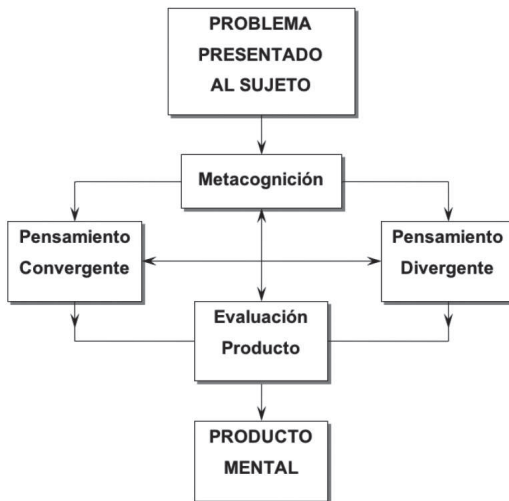 PROBLEMA
PRESENTADO
AL SUJETO
Metacognición
Pensamiento
Convergente
Pensamiento
Divergente
Evaluación
Producto
PRODUCTO
MENTAL